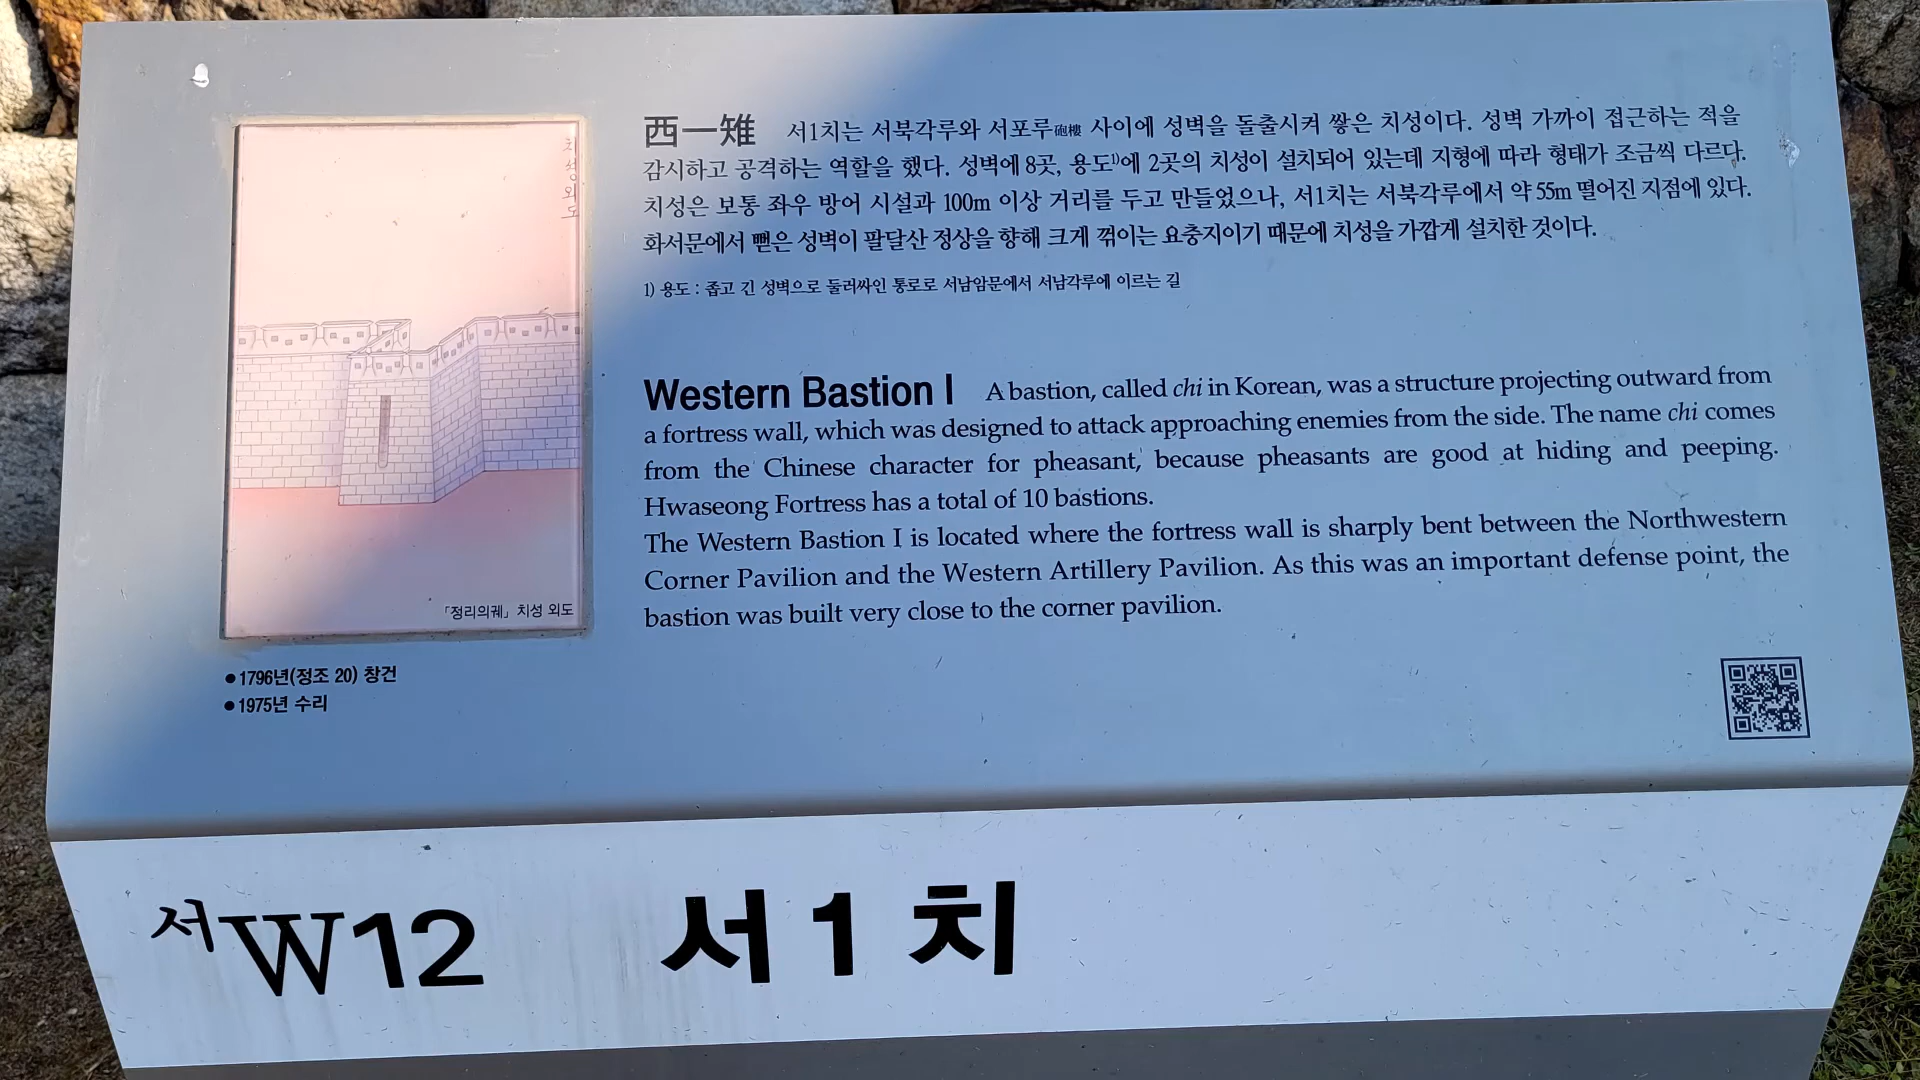 치성외도
「정리의궤」 치성 외도
●1796년(정조 20) 창건
●1975년 수리
西一雉 서1치는 서북각루와 서포루砲樓 사이에 성벽을 돌출시켜 쌓은 치성이다. 성벽 가까이 접근하는 적을
감시하고 공격하는 역할을 했다. 성벽에 8곳, 용도1)에 2곳의 치성이 설치되어 있는데 지형에 따라 형태가 조금씩 다르다.
치성은 보통 좌우 방어 시설과 100m 이상 거리를 두고 만들었으나, 서1치는 서북각루에서 약 55m 떨어진 지점에 있다.
화서문에서 뻗은 성벽이 팔달산 정상을 향해 크게 꺾이는 요충지이기 때문에 치성을 가깝게 설치한 것이다.
1) 용도 : 좁고 긴 성벽으로 둘러싸인 통로로 서남암문에서 서남각루에 이르는 길
Western Bastion I A bastion, called chi in Korean, was a structure projecting outward from
a fortress wall, which was designed to attack approaching enemies from the side. The name chi comes
from the Chinese character for pheasant, because pheasants are good at hiding and peeping.
Hwaseong Fortress has a total of 10 bastions.
The Western Bastion I is located where the fortress wall is sharply bent between the Northwestern
Corner Pavilion and the Western Artillery Pavilion. As this was an important defense point, the
bastion was built very close to the corner pavilion.
서W12 서1치